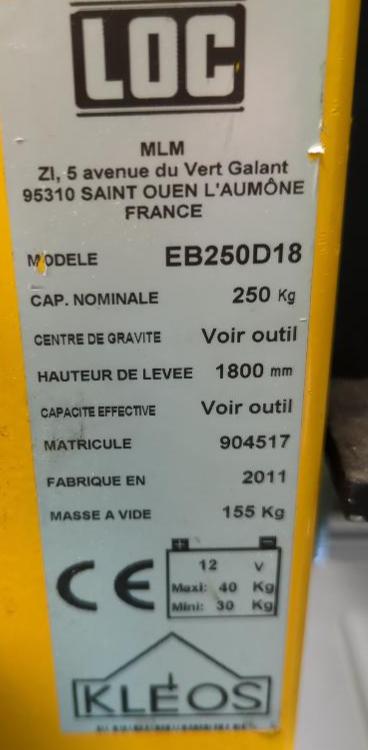 LOC
MLM
ZI, 5 avenue du Vert Galant
95310 SAINT OUEN L'AUMÔNE
FRANCE
MODELE EB250D18
CAP. NOMINALE 250 Kg
CENTRE DE GRAVITE Voir outil
HAUTEUR DE LEVEE 1800 mm
CAPACITE EFFECTIVE Voir outil
MATRICULE 904517
FABRIQUE EN 2011
MASSE A VIDE 155 Kg
+ -
12 V
CE Maxi: 40 Kg
Mini: 30 Kg
KLEOS